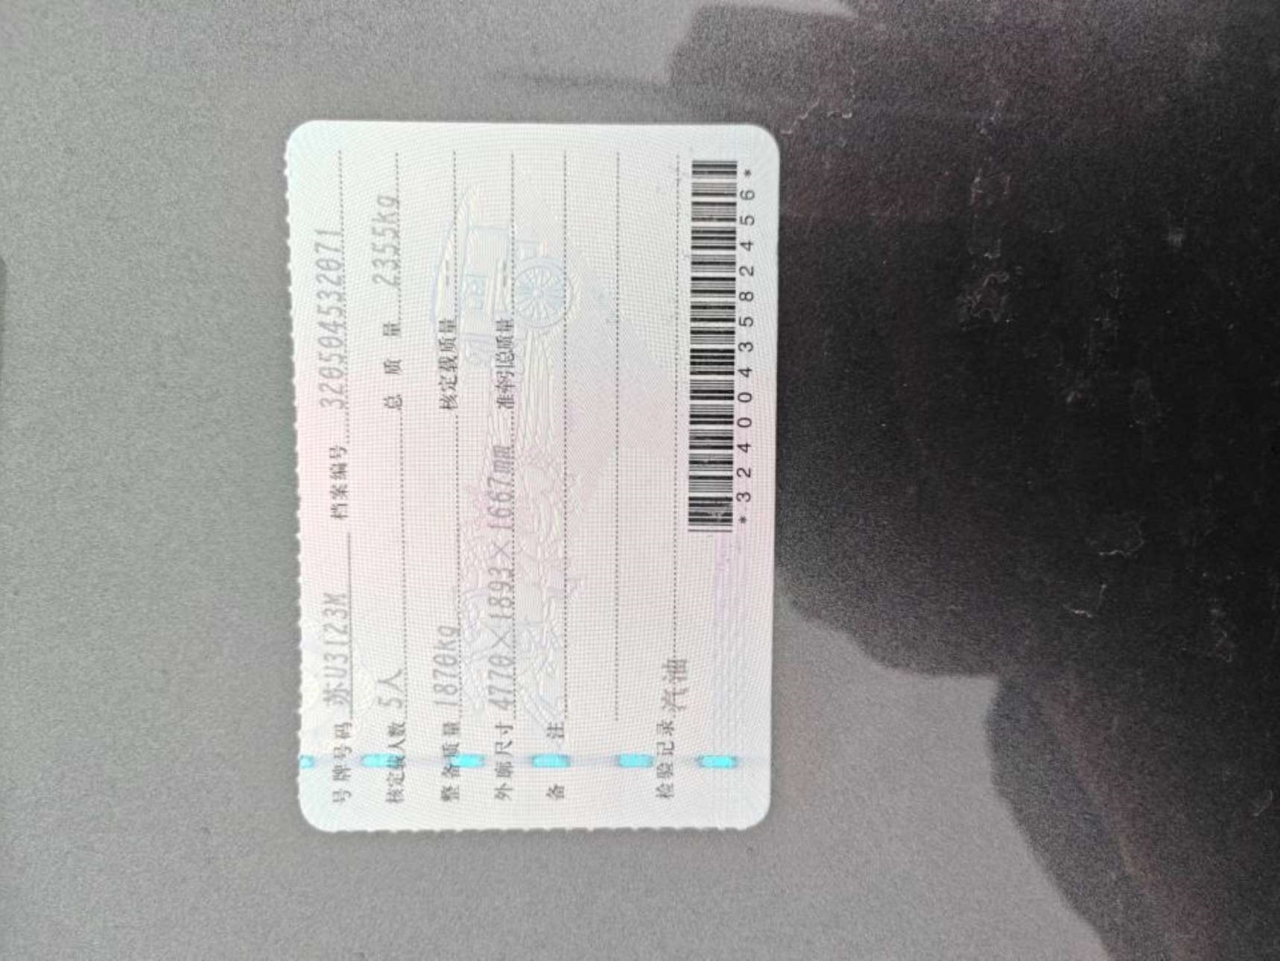 号牌号码 苏U3123M 档案编号 320504532071
核定载人数 5人 总质量 2355kg
整备质量 1870kg 核定载质量 --
外廓尺寸 4770×1893×1667mm 准牵引总质量 --
备注
检验记录 汽油
*3240043582456*